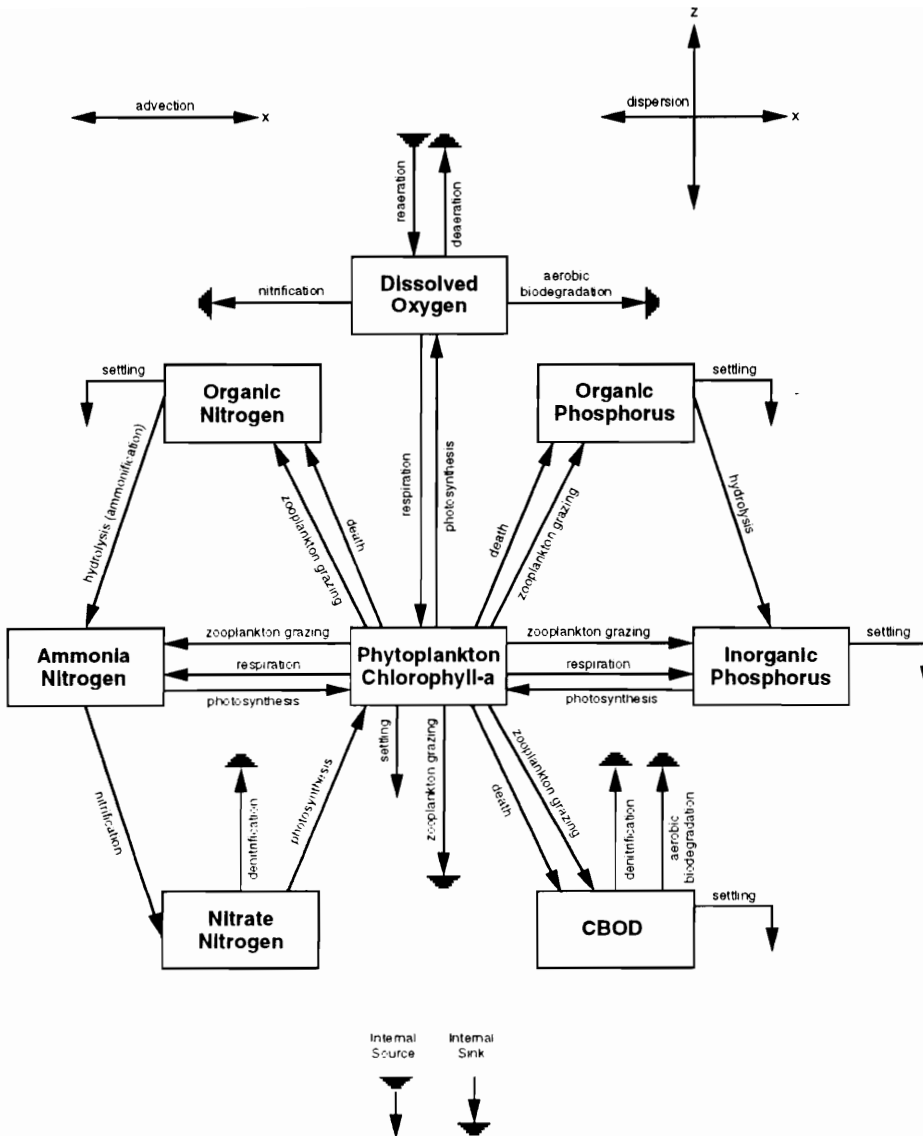 z
advection
x
dispersion
x
reaeration
deaeration
Dissolved
Oxygen
nitrification
aerobic
biodegradation
settling
Organic
Nitrogen
Organic
Phosphorus
settling
hydrolysis (ammonification)
zooplankton grazing
death
respiration
photosynthesis
death
zooplankton grazing
hydrolysis
Ammonia
Nitrogen
zooplankton grazing
respiration
photosynthesis
Phytoplankton
Chlorophyll-a
zooplankton grazing
respiration
photosynthesis
Inorganic
Phosphorus
settling
nitrification
denitrification
photosynthesis
settling
zooplankton grazing
death
zooplankton grazing
denitrification
aerobic
biodegradation
Nitrate
Nitrogen
CBOD
settling
Internal
Source
Internal
Sink